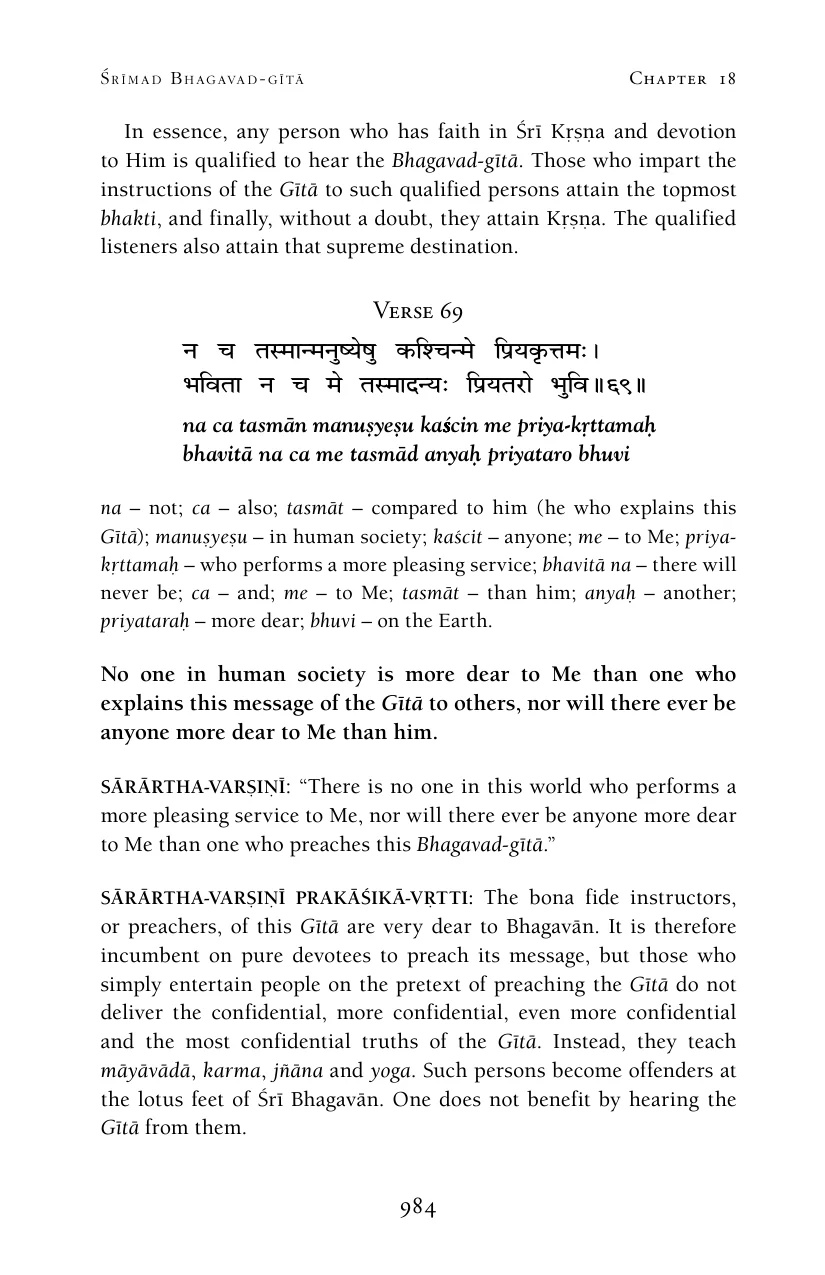 Śrīmad Bhagavad-gītā Chapter 18
In essence, any person who has faith in Śrī Kṛṣṇa and devotion
to Him is qualified to hear the Bhagavad-gītā. Those who impart the
instructions of the Gītā to such qualified persons attain the topmost
bhakti, and finally, without a doubt, they attain Kṛṣṇa. The qualified
listeners also attain that supreme destination.
Verse 69
न च तस्मान्मनुष्येषु कश्चिन्मे प्रियकृत्तमः।
भविता न च मे तस्मादन्यः प्रियतरो भुवि॥६९॥
na ca tasmān manuṣyeṣu kaścin me priya-kṛttamaḥ
bhavitā na ca me tasmād anyaḥ priyataro bhuvi
na – not; ca – also; tasmāt – compared to him (he who explains this
Gītā); manuṣyeṣu – in human society; kaścit – anyone; me – to Me; priya-
kṛttamaḥ – who performs a more pleasing service; bhavitā na – there will
never be; ca – and; me – to Me; tasmāt – than him; anyaḥ – another;
priyataraḥ – more dear; bhuvi – on the Earth.
No one in human society is more dear to Me than one who
explains this message of the Gītā to others, nor will there ever be
anyone more dear to Me than him.
SĀRĀRTHA-VARṢIṆĪ: “There is no one in this world who performs a
more pleasing service to Me, nor will there ever be anyone more dear
to Me than one who preaches this Bhagavad-gītā.”
SĀRĀRTHA-VARṢIṆĪ PRAKĀŚIKĀ-VṚTTI: The bona fide instructors,
or preachers, of this Gītā are very dear to Bhagavān. It is therefore
incumbent on pure devotees to preach its message, but those who
simply entertain people on the pretext of preaching the Gītā do not
deliver the confidential, more confidential, even more confidential
and the most confidential truths of the Gītā. Instead, they teach
māyāvādā, karma, jñāna and yoga. Such persons become offenders at
the lotus feet of Śrī Bhagavān. One does not benefit by hearing the
Gītā from them.
984